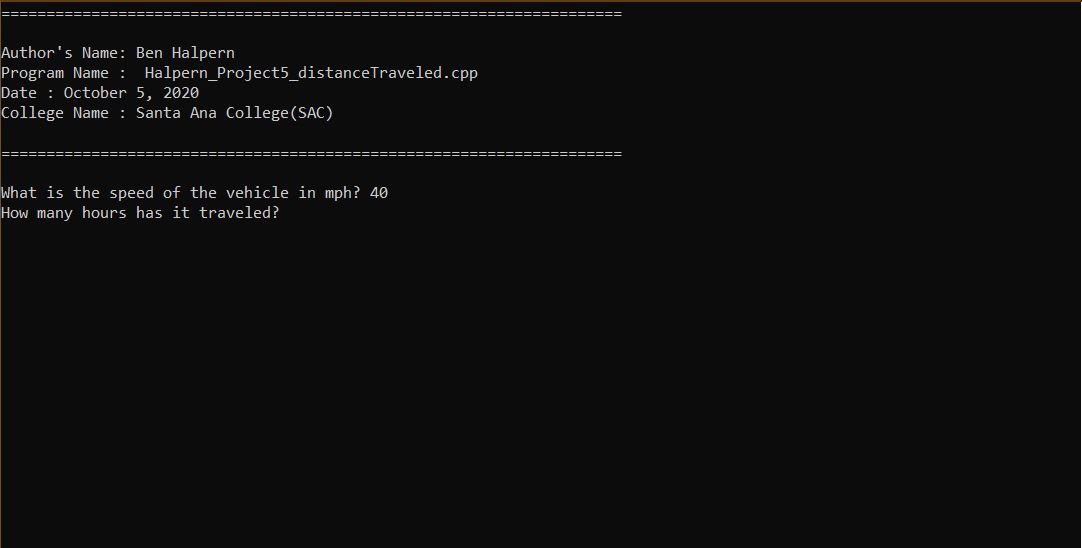 =====================================================================
Author's Name: Ben Halpern
Program Name :  Halpern_Project5_distanceTraveled.cpp
Date : October 5, 2020
College Name : Santa Ana College(SAC)
=====================================================================
What is the speed of the vehicle in mph? 40
How many hours has it traveled?